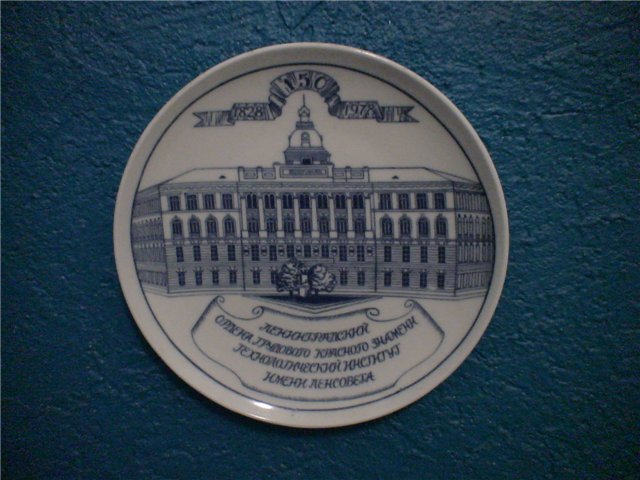 150
1828 1978
ЛЕНИНГРАДСКИЙ
ОРДЕНА ТРУДОВОГО КРАСНОГО ЗНАМЕНИ
ТЕХНОЛОГИЧЕСКИЙ ИНСТИТУТ
ИМЕНИ ЛЕНСОВЕТА